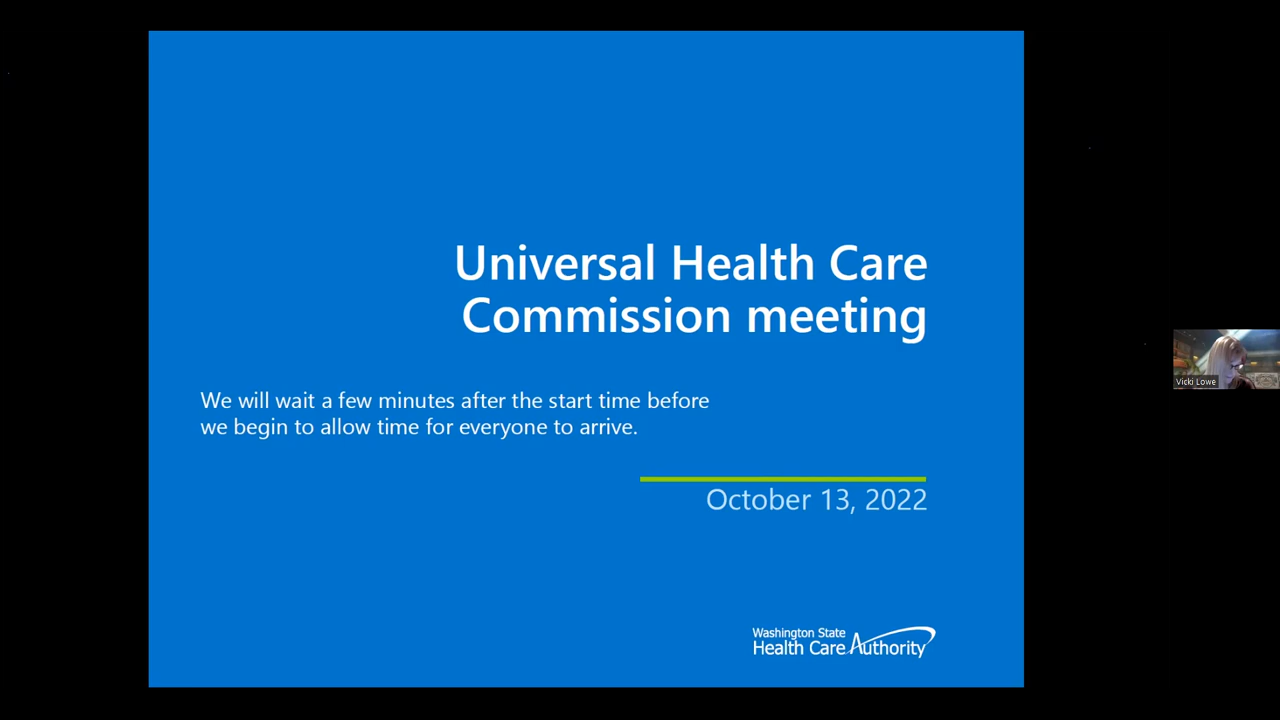 Universal Health Care
Commission meeting
We will wait a few minutes after the start time before
we begin to allow time for everyone to arrive.
October 13, 2022
Washington State
Health Care Authority
Vicki Lowe